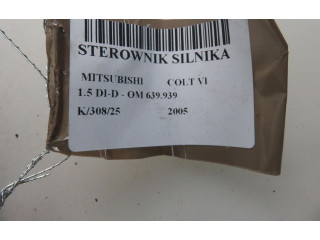 STEROWNIK SILNIKA
MITSUBISHI COLT VI
1.5 DI-D - OM 639.939
K/308/25 2005